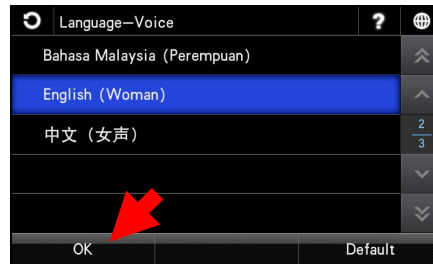 Language—Voice ?
Bahasa Malaysia (Perempuan)
English (Woman)
中文（女声）
2
3
OK Default